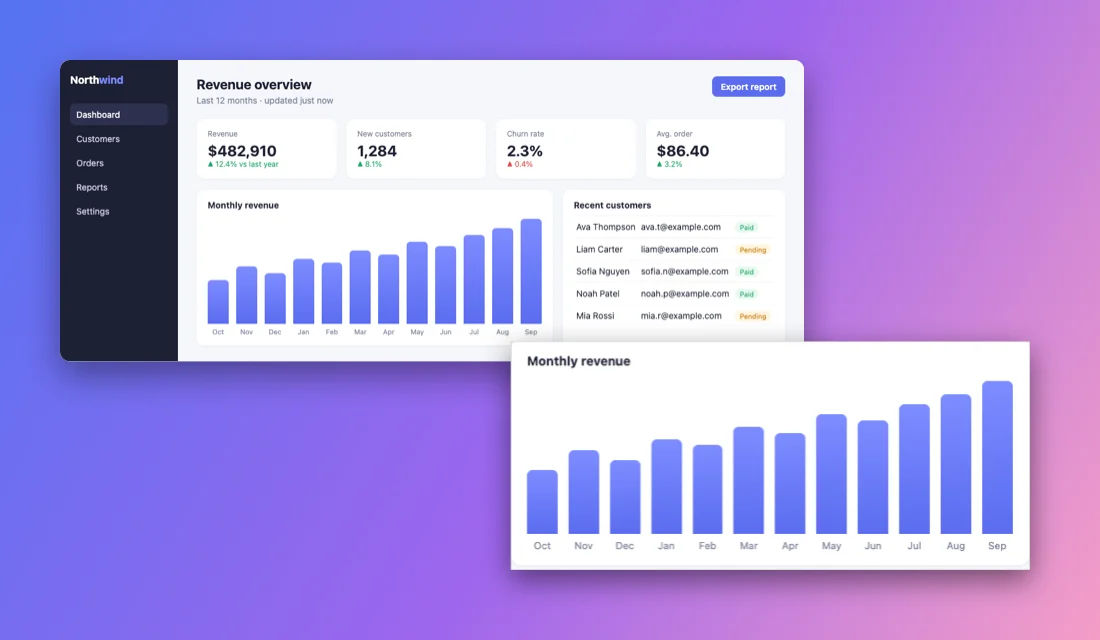 Northwind
Dashboard
Customers
Orders
Reports
Settings
Revenue overview
Last 12 months · updated just now
Export report
Revenue
$482,910
▲ 12.4% vs last year
New customers
1,284
▲ 8.1%
Churn rate
2.3%
▲ 0.4%
Avg. order
$86.40
▲ 3.2%
Monthly revenue
Oct Nov Dec Jan Feb Mar Apr May Jun Jul Aug Sep
Recent customers
Ava Thompson ava.t@example.com Paid
Liam Carter liam@example.com Pending
Sofia Nguyen sofia.n@example.com Paid
Noah Patel noah.p@example.com Paid
Mia Rossi mia.r@example.com Pending
Monthly revenue
Oct Nov Dec Jan Feb Mar Apr May Jun Jul Aug Sep